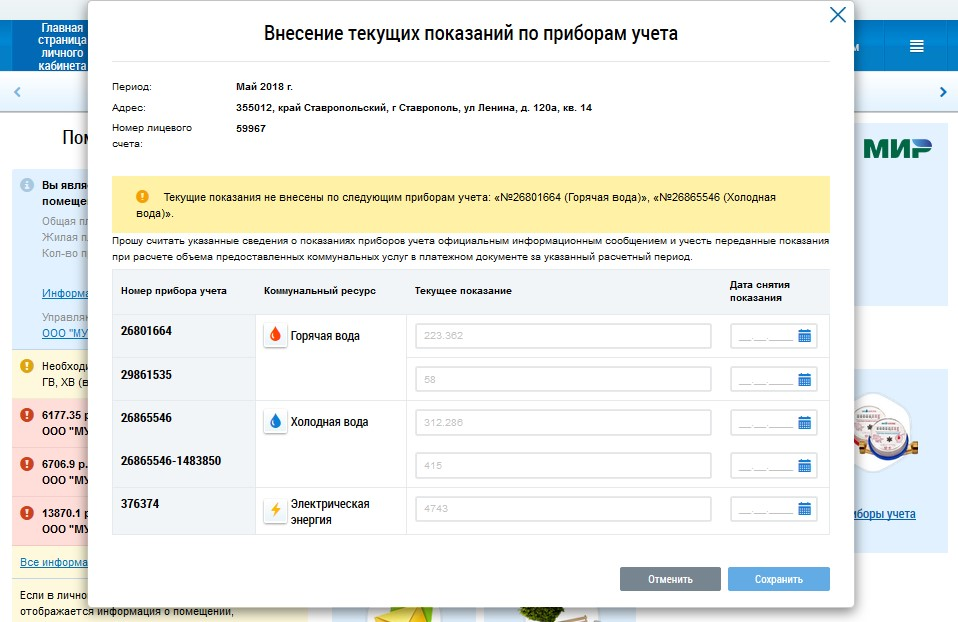 Главная
страница
личного
кабинета
Внесение текущих показаний по приборам учета
Период: Май 2018 г.
Адрес: 355012, край Ставропольский, г Ставрополь, ул Ленина, д. 120а, кв. 14
Номер лицевого 59967
счета:
МИР
Вы явля
помеще
Общая пл
Жилая п
Кол-во п
Информа
Управля
ООО "МУ
Необходи
ГВ, ХВ (в
6177.35 р
ООО "МУ
6706.9 р.
ООО "МУ
13870.1 р
ООО "МУ
Все информа
Если в лично
отображается информация о помещении,
Текущие показания не внесены по следующим приборам учета: «№26801664 (Горячая вода)», «№26865546 (Холодная
вода)».
Прошу считать указанные сведения о показаниях приборов учета официальным информационным сообщением и учесть переданные показания
при расчете объема предоставленных коммунальных услуг в платежном документе за указанный расчетный период.
Номер прибора учета Коммунальный ресурс Текущее показание Дата снятия
показания
26801664 Горячая вода 223.362 __.__.____
29861535 58 __.__.____
26865546 Холодная вода 312.286 __.__.____
26865546-1483850 415 __.__.____
376374 Электрическая
энергия 4743 __.__.____
иборы учета
Отменить Сохранить